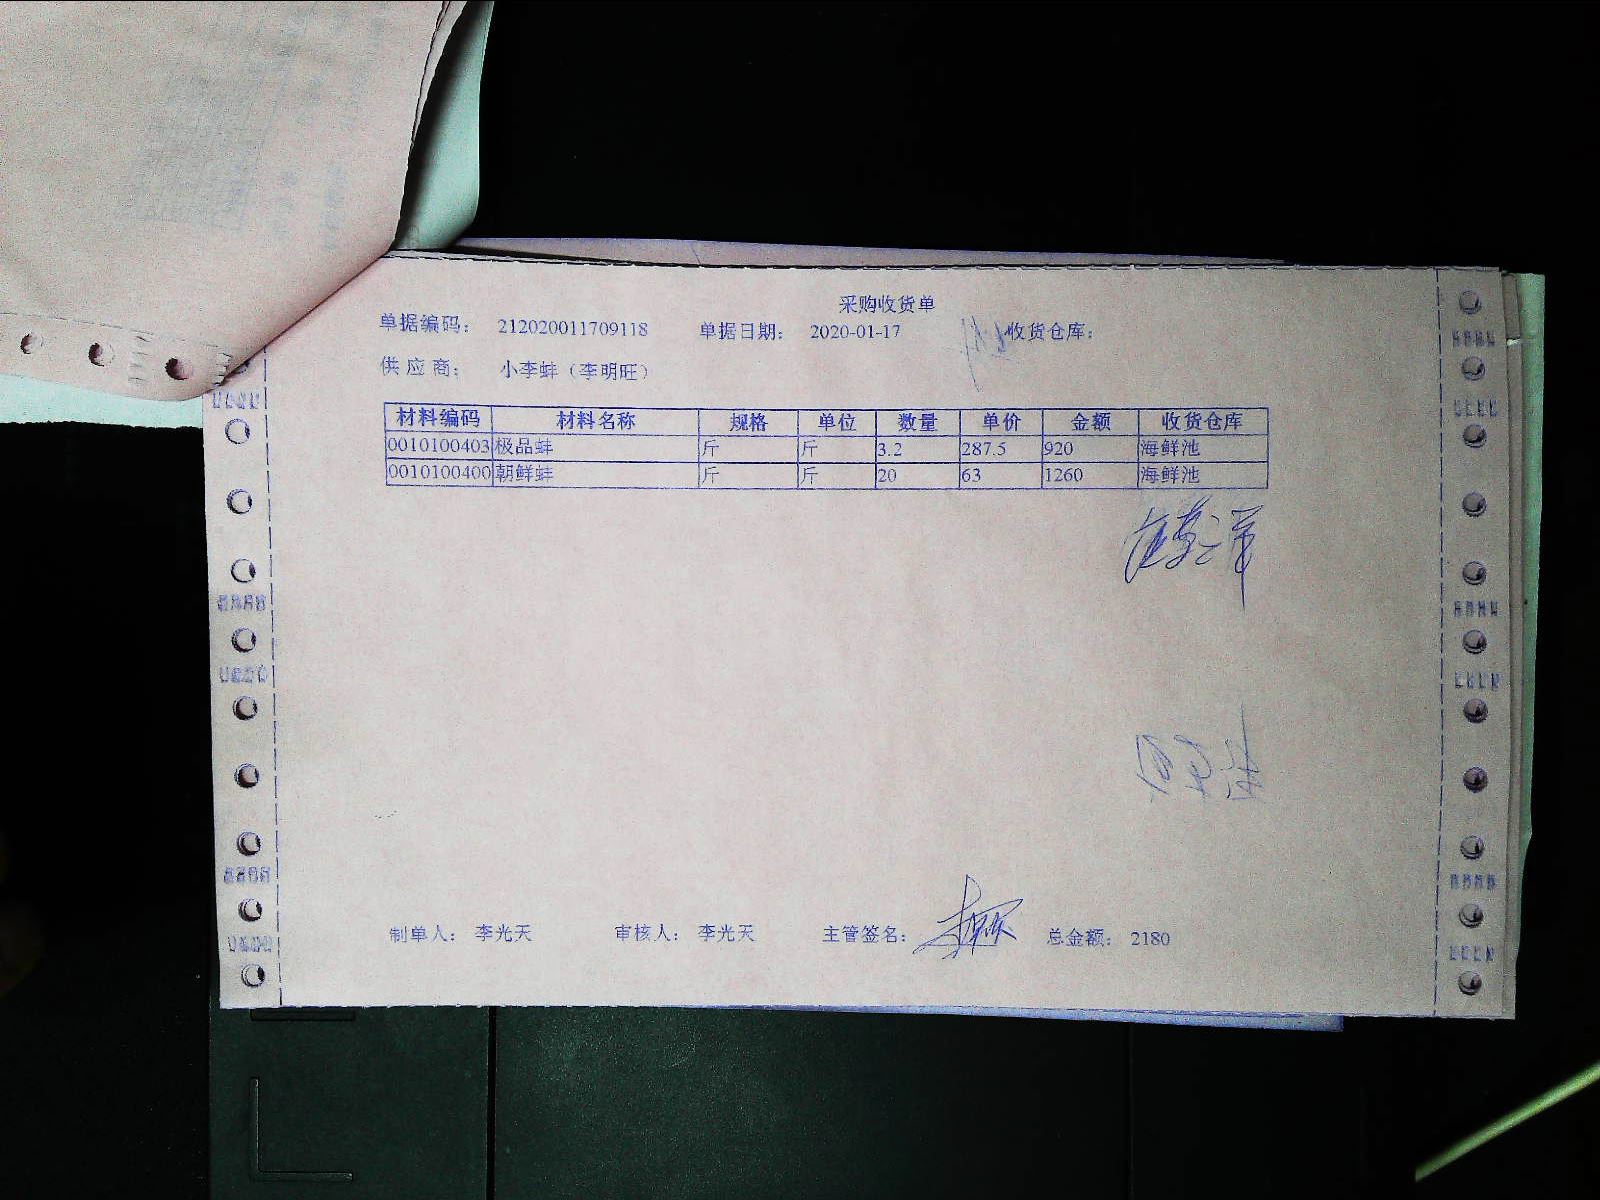 采购收货单
单据编码: 212020011709118 单据日期: 2020-01-17 收货仓库:
供应商: 小李蚌（李明旺）
材料编码 材料名称 规格 单位 数量 单价 金额 收货仓库
0010100403 极品蚌 斤 斤 3.2 287.5 920 海鲜池
0010100400 朝鲜蚌 斤 斤 20 63 1260 海鲜池
制单人: 李光天 审核人: 李光天 主管签名: 总金额: 2180